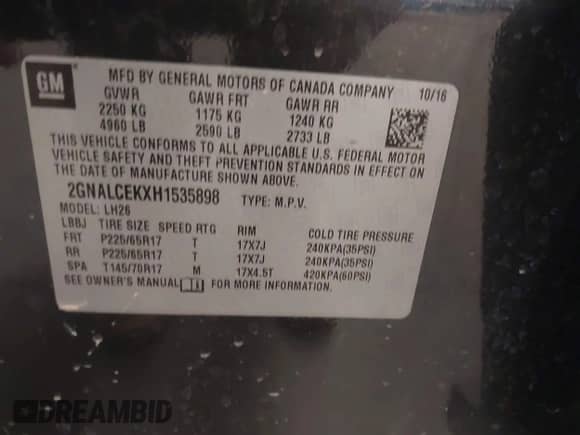 GM
MFD BY GENERAL MOTORS OF CANADA COMPANY 10/16
GVWR GAWR FRT GAWR RR
2250 KG 1175 KG 1240 KG
4960 LB 2590 LB 2733 LB
THIS VEHICLE CONFORMS TO ALL APPLICABLE U.S. FEDERAL MOTOR
VEHICLE SAFETY AND THEFT PREVENTION STANDARDS IN EFFECT ON
THE DATE OF MANUFACTURE SHOWN ABOVE.
2GNALCEKXH1535898 TYPE: M.P.V.
MODEL: LH26
LBBJ TIRE SIZE SPEED RTG RIM COLD TIRE PRESSURE
FRT P225/65R17 T 17X7J 240KPA(35PSI)
RR P225/65R17 T 17X7J 240KPA(35PSI)
SPA T145/70R17 M 17X4.5T 420KPA(60PSI)
SEE OWNER'S MANUAL FOR MORE INFORMATION.
DREAMBID